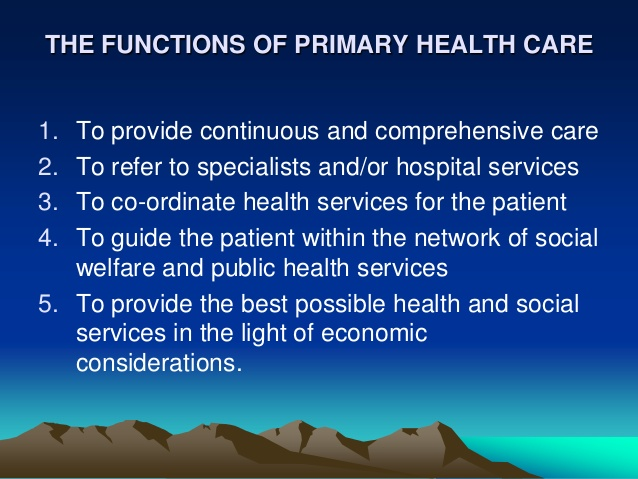 THE FUNCTIONS OF PRIMARY HEALTH CARE
1. To provide continuous and comprehensive care
2. To refer to specialists and/or hospital services
3. To co-ordinate health services for the patient
4. To guide the patient within the network of social
welfare and public health services
5. To provide the best possible health and social
services in the light of economic
considerations.